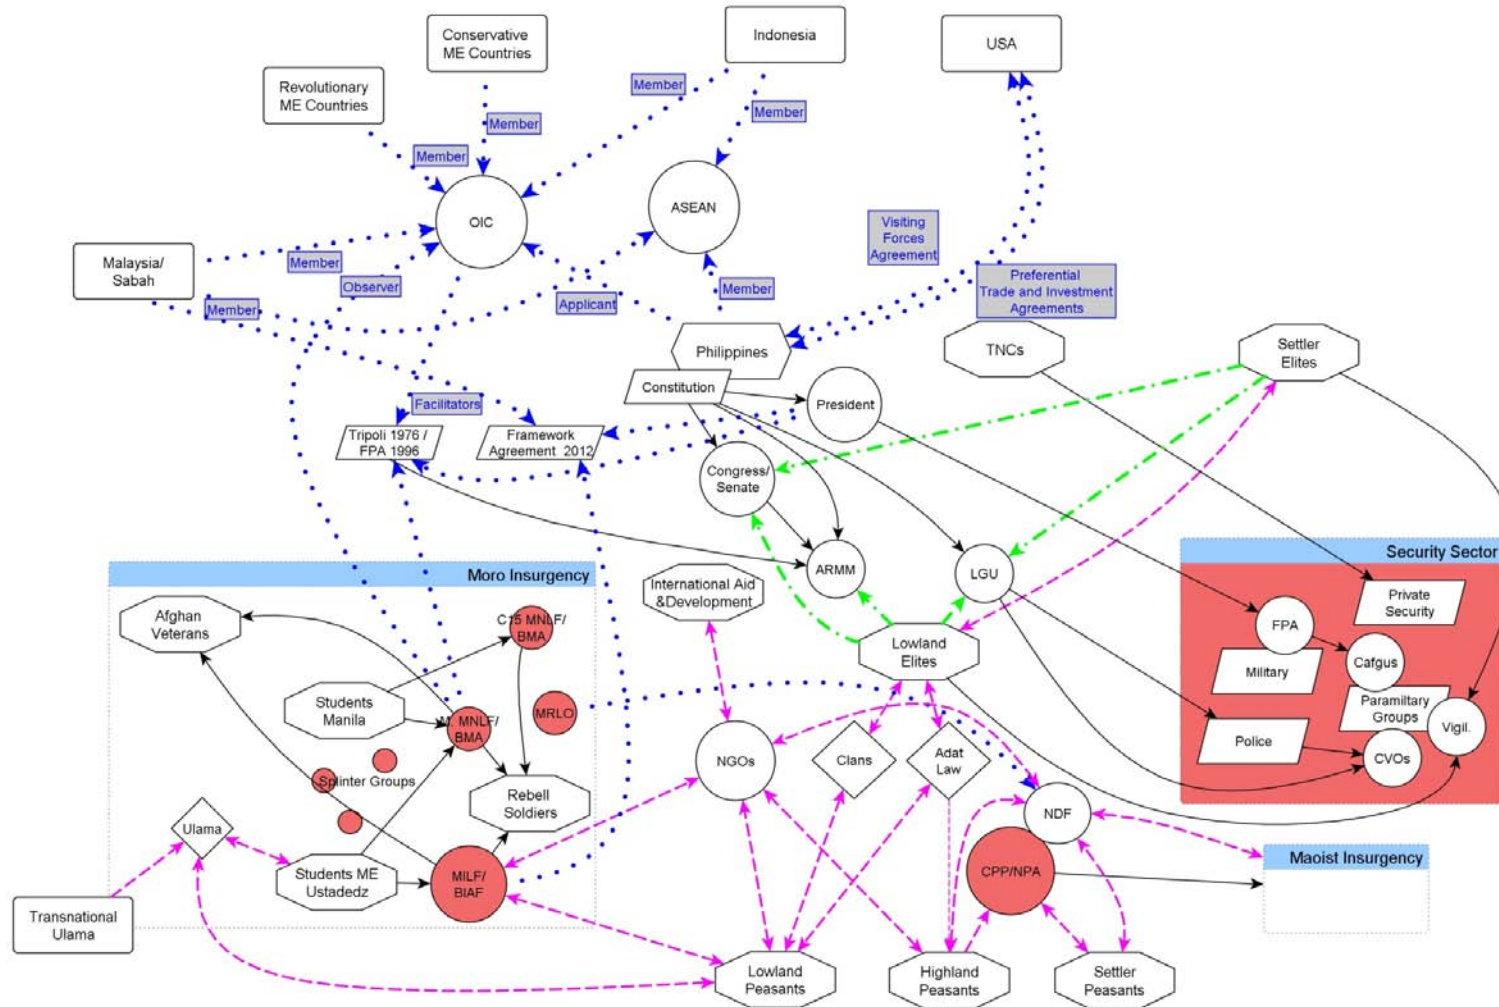 Conservative
ME Countries
Indonesia
USA
Revolutionary
ME Countries
Member
Member
Member
Member
OIC
ASEAN
Visiting
Forces
Agreement
Malaysia/
Sabah
Member
Observer
Member
Applicant
Member
Preferential
Trade and Investment
Agreements
Philippines
TNCs
Settler
Elites
Constitution
President
Facilitators
Tripoli 1976 /
FPA 1996
Framework
Agreement 2012
Congress/
Senate
Moro Insurgency
Security Sector
ARMM
LGU
International Aid
&Development
Afghan
Veterans
C15 MNLF/
BMA
Private
Security
FPA
Military
Cafgus
Lowland
Elites
Students
Manila
M. MNLF/
BMA
MRLO
Paramiltary
Groups
Vigil.
Police
CVOs
NGOs
Clans
Adat
Law
Splinter Groups
Rebell
Soldiers
NDF
Ulama
Maoist Insurgency
Students ME
Ustadedz
MILF/
BIAF
CPP/NPA
Transnational
Ulama
Lowland
Peasants
Highland
Peasants
Settler
Peasants